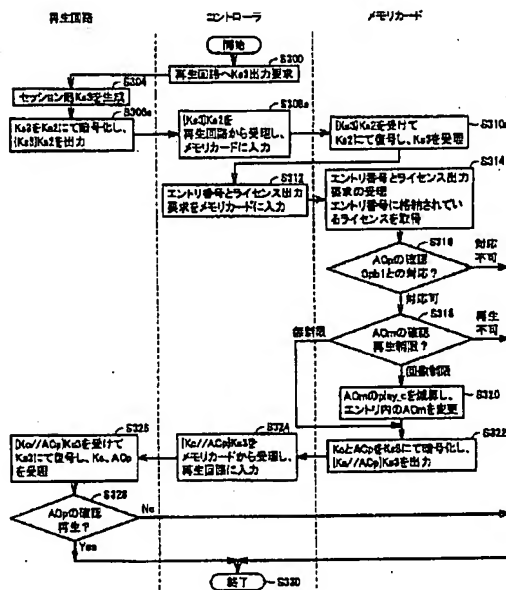 再生回路
コントローラ
メモリカード
開始
S300
再生回路へKs3出力要求
S304
セッション鍵Ks3を生成
S306a
Ks3をKs2にて暗号化し、
{Ks3}Ks2を出力
S308a
{Ks3}Ks2を
再生回路から受理し、
メモリカードに入力
S310a
{Ks3}Ks2を受けて
Ks2にて復号し、Ks3を受理
S312
エントリ番号とライセンス出力
要求をメモリカードに入力
S314
エントリ番号とライセンス出力
要求の受理
エントリ番号に格納されてい
るライセンスを取得
S316
ACpの確認
Cpb1との対応?
対応
不可
対応可
S318
ACmの確認
再生制限?
再生
不可
無制限
回数制限
S320
ACmのplay_cを減算し、
エントリ内のACmを変更
S322
KcとACpをKs3にて暗号化し、
{Kc//ACp}Ks3を出力
S324
{Kc//ACp}Ks3を
メモリカードから受理し、
再生回路に入力
S326
{Kc//ACp}Ks3を受けて
Ks3にて復号し、Kc、ACp
を受理
S328
ACpの確認
再生?
No
Yes
終了
S330